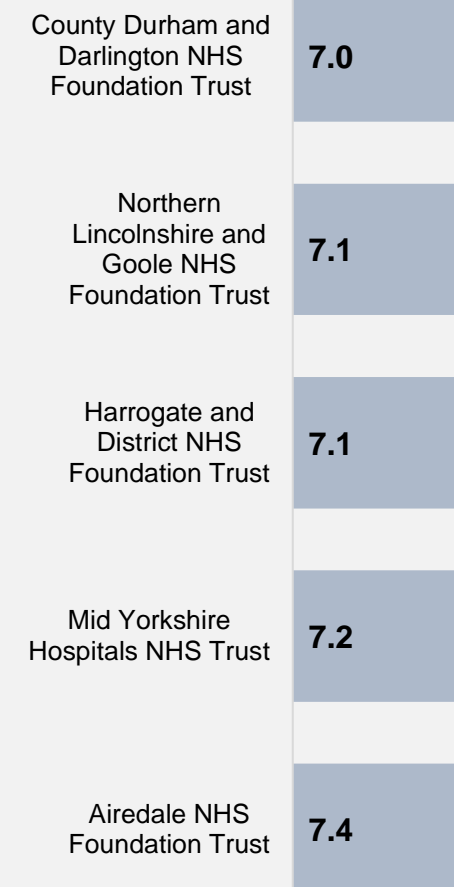 County Durham and
Darlington NHS
Foundation Trust
7.0
Northern
Lincolnshire and
Goole NHS
Foundation Trust
7.1
Harrogate and
District NHS
Foundation Trust
7.1
Mid Yorkshire
Hospitals NHS Trust
7.2
Airedale NHS
Foundation Trust
7.4